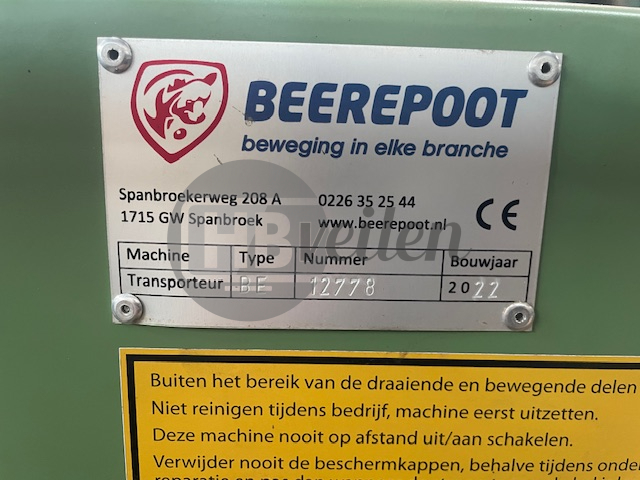 BEEREPOOT
beweging in elke branche
Spanbroekerweg 208 A 0226 35 25 44
1715 GW Spanbroek www.beerepoot.nl
CE
HB veilen
Machine Type Nummer Bouwjaar
Transporteur BE 12778 2022
Buiten het bereik van de draaiende en bewegende delen
Niet reinigen tijdens bedrijf, machine eerst uitzetten.
Deze machine nooit op afstand uit/aan schakelen.
Verwijder nooit de beschermkappen, behalve tijdens